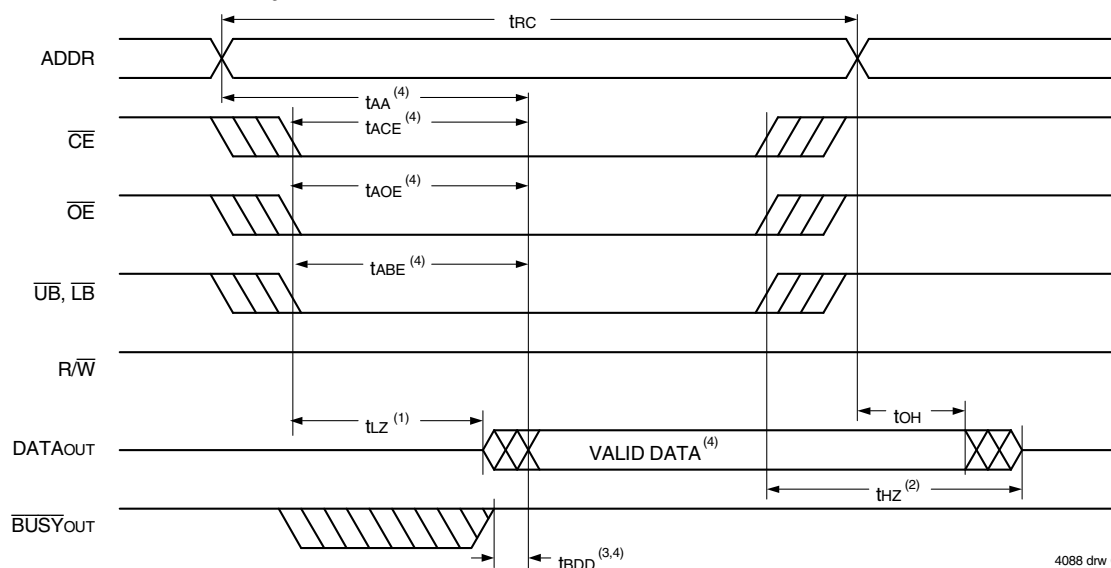 tRC
ADDR
tAA (4)
CE
tACE (4)
OE
tAOE (4)
UB, LB
tABE (4)
R/W
tLZ (1)
tOH
DATAOUT
VALID DATA(4)
tHZ (2)
BUSYOUT
tBDD (3,4)
4088 drw